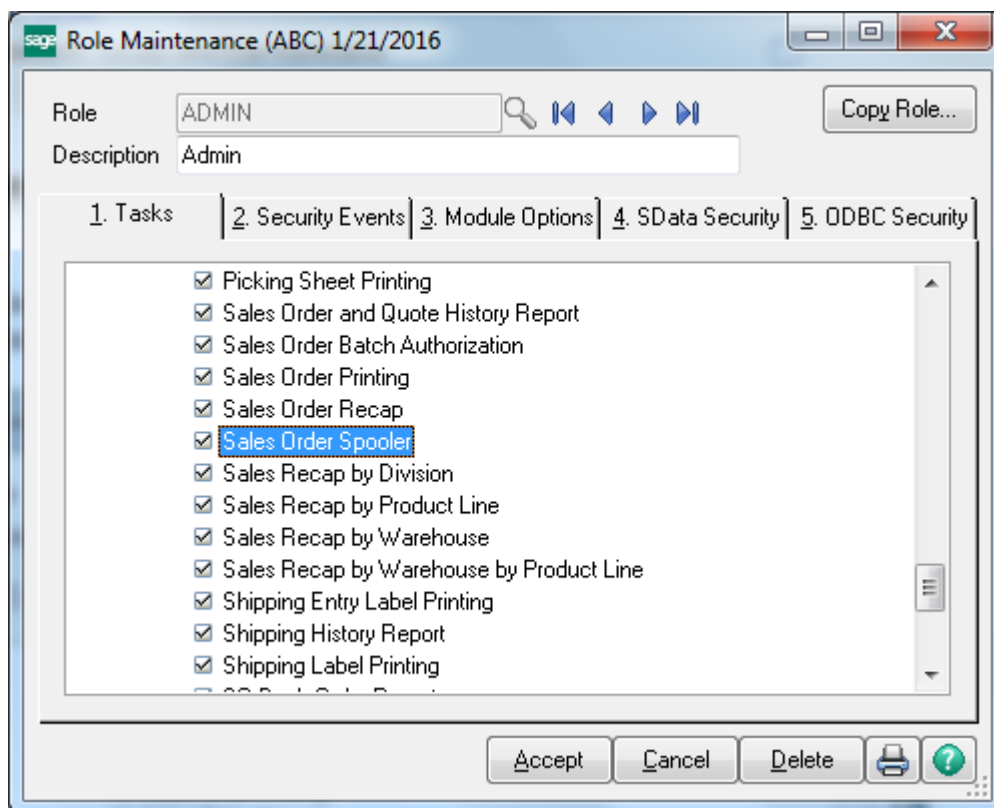 sage Role Maintenance (ABC) 1/21/2016
Role ADMIN Copy Role...
Description Admin
1. Tasks 2. Security Events 3. Module Options 4. SData Security 5. ODBC Security
Picking Sheet Printing
Sales Order and Quote History Report
Sales Order Batch Authorization
Sales Order Printing
Sales Order Recap
Sales Order Spooler
Sales Recap by Division
Sales Recap by Product Line
Sales Recap by Warehouse
Sales Recap by Warehouse by Product Line
Shipping Entry Label Printing
Shipping History Report
Shipping Label Printing
Accept Cancel Delete ?